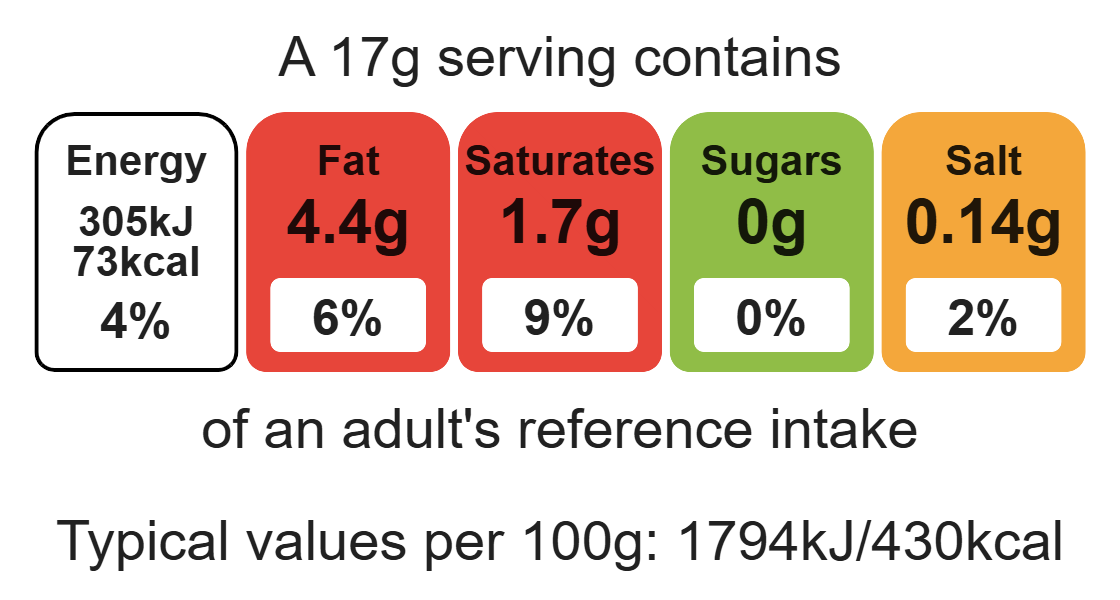 A 17g serving contains
Energy Fat Saturates Sugars Salt
305kJ 4.4g 1.7g 0g 0.14g
73kcal
4% 6% 9% 0% 2%
of an adult's reference intake
Typical values per 100g: 1794kJ/430kcal